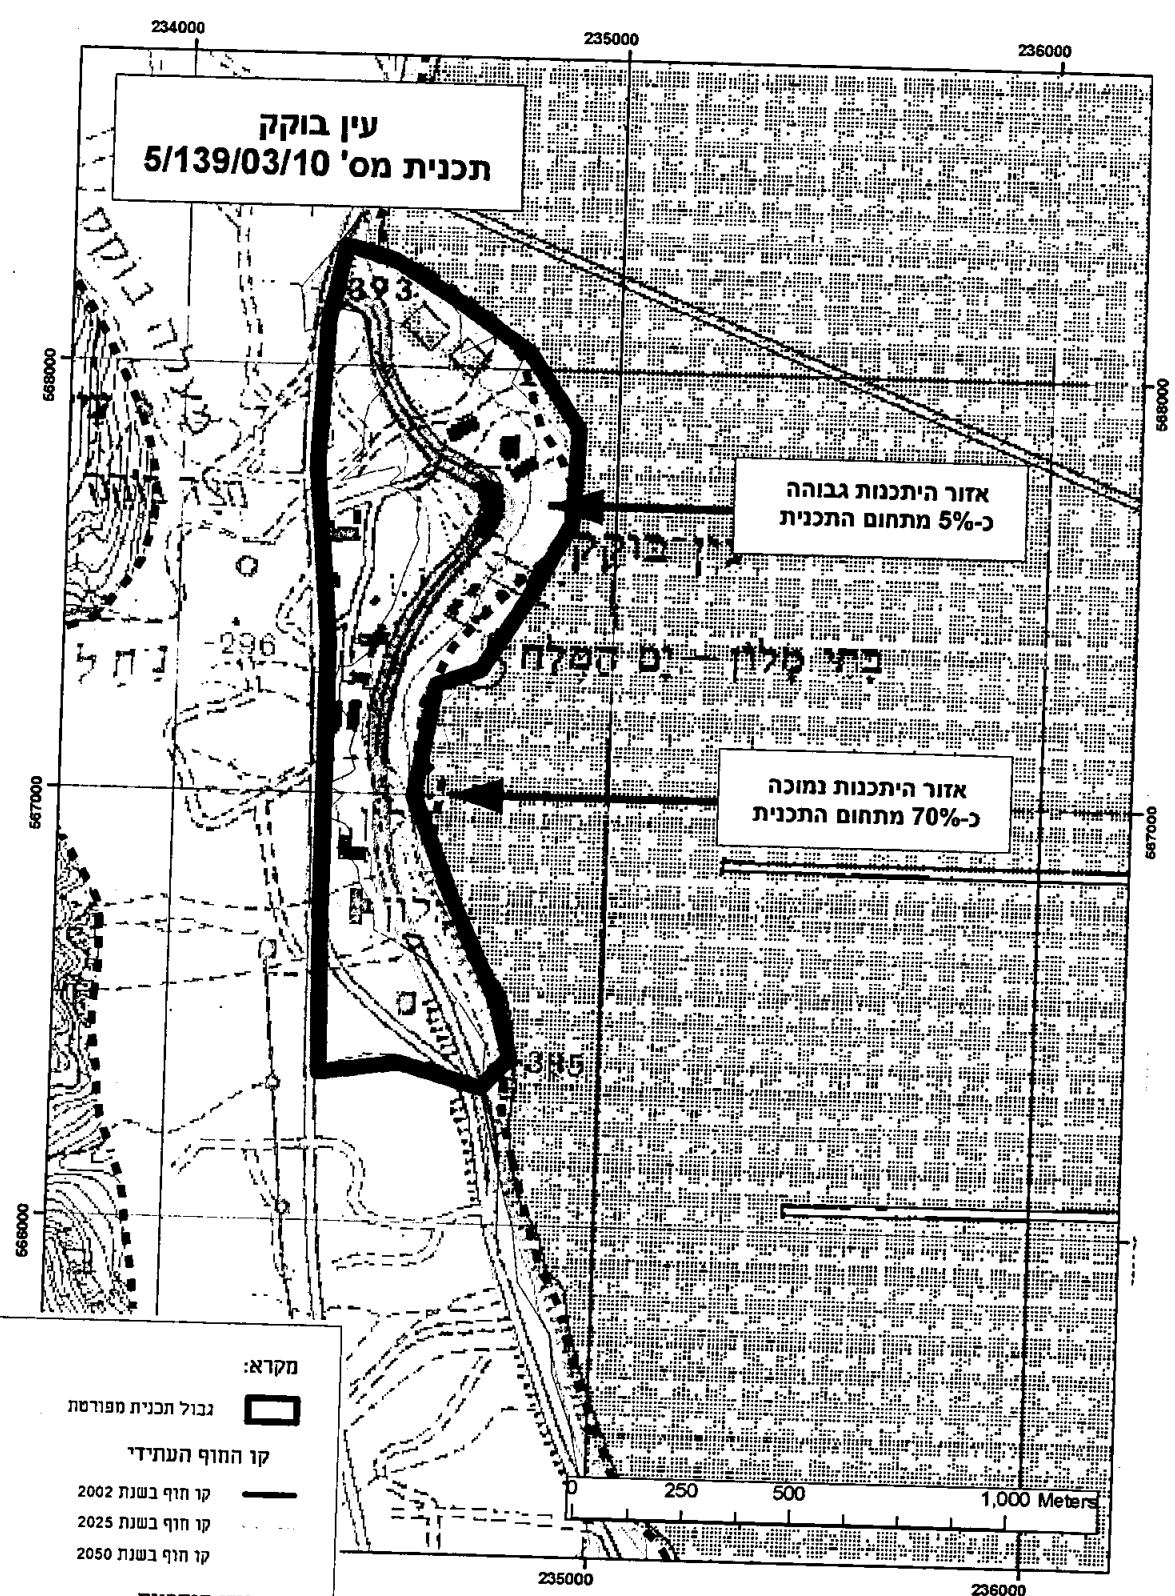 234000
235000
236000
עין בוקק
תכנית מס' 5/139/03/10
393
568000
568000
אזור היתכנות גבוהה
כ-5% מתחום התכנית
עין-בוקק
-296
בתי מלון – ים המלח
אזור היתכנות נמוכה
כ-70% מתחום התכנית
567000
567000
385
568000
מקרא:
גבול תכנית מפורטת
קו החוף העתידי
קו חוף בשנת 2002
קו חוף בשנת 2025
קו חוף בשנת 2050
0 250 500 1,000 Meters
235000
236000